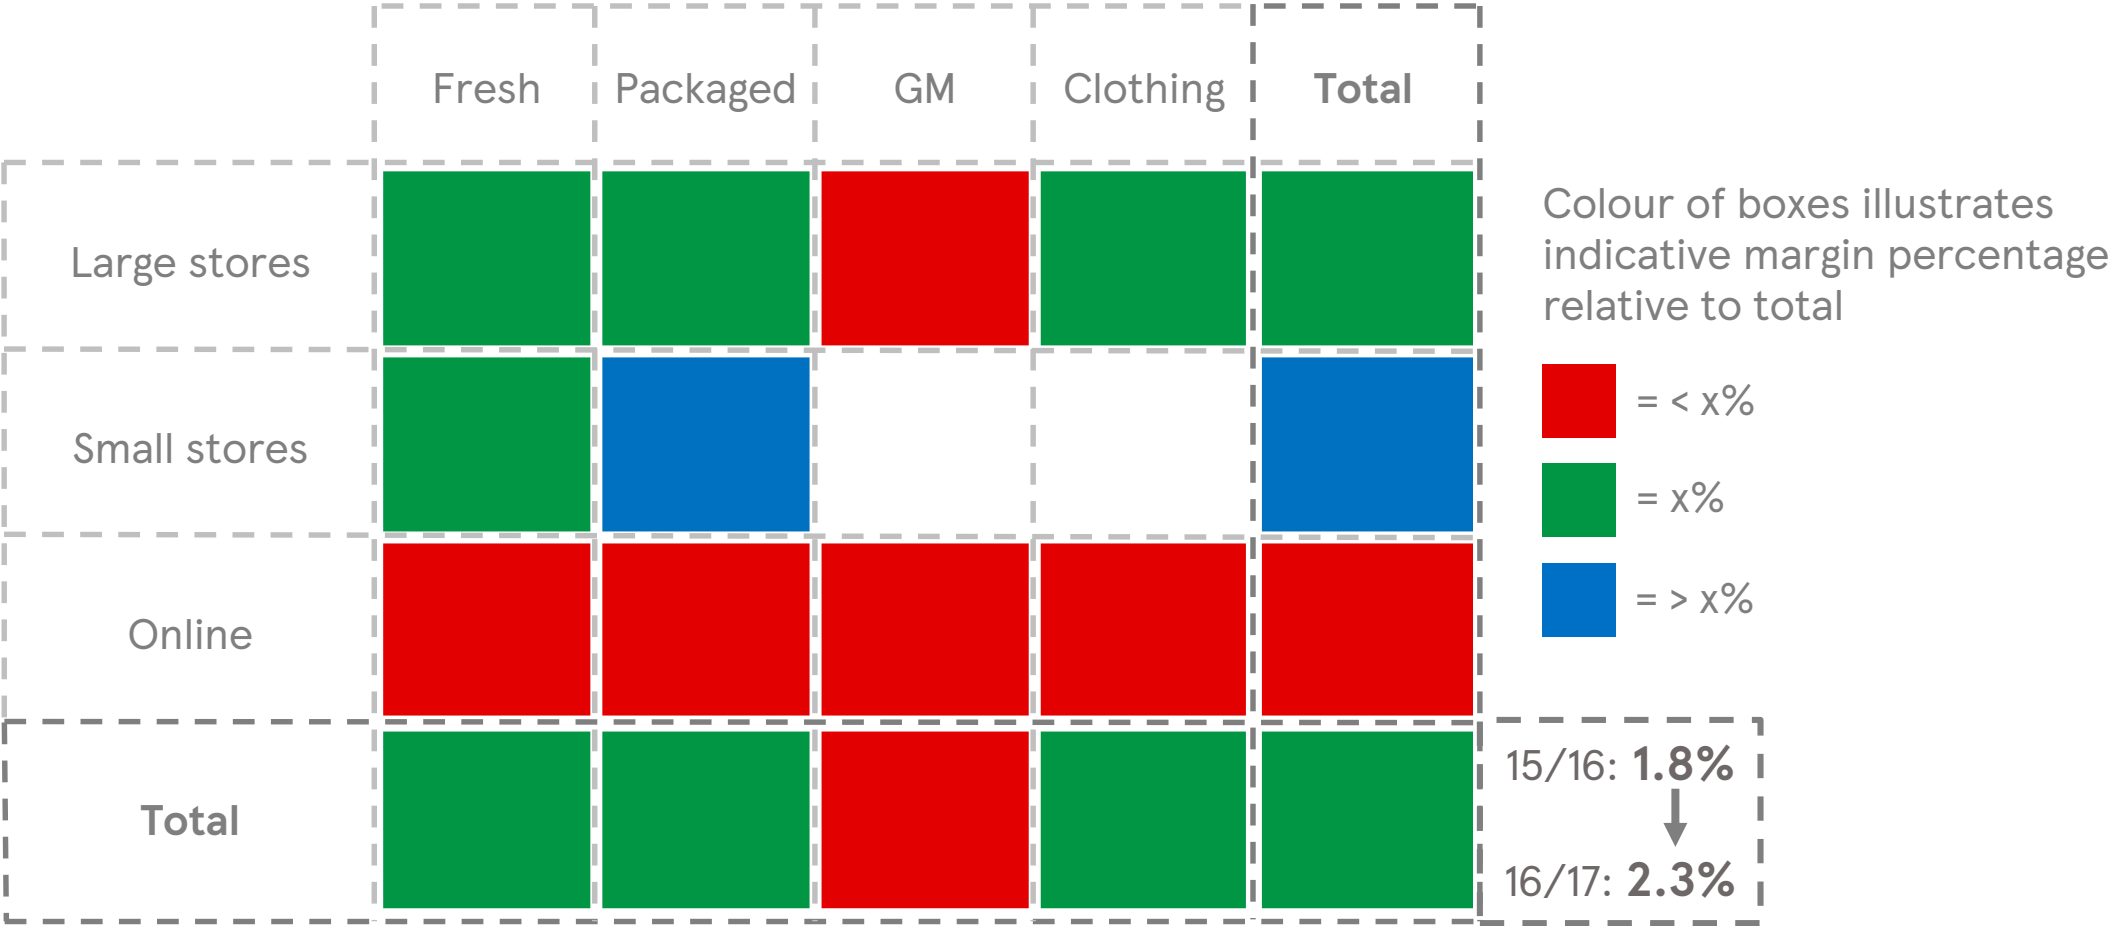 Fresh Packaged GM Clothing Total
Large stores
Small stores
Online
Total
Colour of boxes illustrates
indicative margin percentage
relative to total
= < x%
= x%
= > x%
15/16: 1.8%
16/17: 2.3%